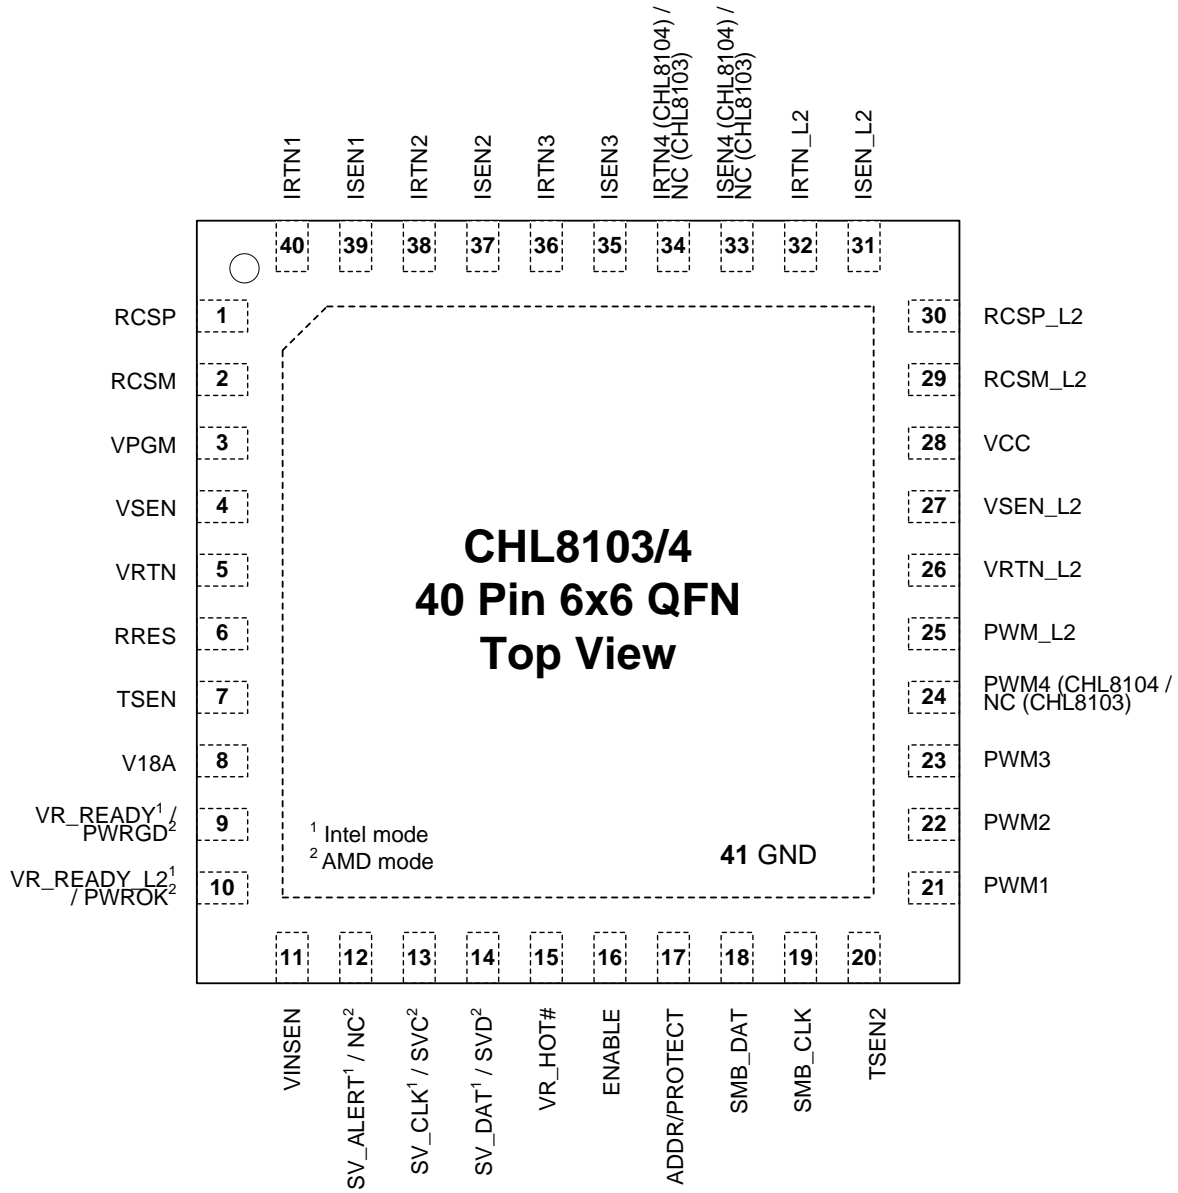 IRTN1
ISEN1
IRTN2
ISEN2
IRTN3
ISEN3
IRTN4 (CHL8104) /
NC (CHL8103)
ISEN4 (CHL8104) /
NC (CHL8103)
IRTN_L2
ISEN_L2
40 39 38 37 36 35 34 33 32 31
RCSP 1
RCSM 2
VPGM 3
VSEN 4
VRTN 5
RRES 6
TSEN 7
V18A 8
VR_READY¹ /
PWRGD² 9
VR_READY_L2¹
/ PWROK² 10
CHL8103/4
40 Pin 6x6 QFN
Top View
¹ Intel mode
² AMD mode
41 GND
30 RCSP_L2
29 RCSM_L2
28 VCC
27 VSEN_L2
26 VRTN_L2
25 PWM_L2
24 PWM4 (CHL8104 /
NC (CHL8103)
23 PWM3
22 PWM2
21 PWM1
11 12 13 14 15 16 17 18 19 20
VINSEN
SV_ALERT¹ / NC²
SV_CLK¹ / SVC²
SV_DAT¹ / SVD²
VR_HOT#
ENABLE
ADDR/PROTECT
SMB_DAT
SMB_CLK
TSEN2